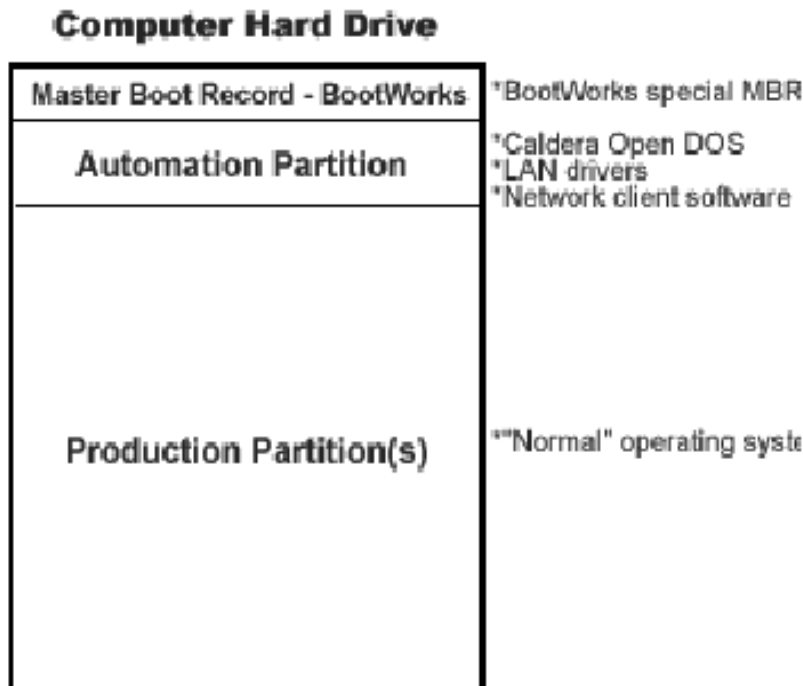 Computer Hard Drive
Master Boot Record - BootWorks
*BootWorks special MBR
Automation Partition
*Caldera Open DOS
*LAN drivers
*Network client software
Production Partition(s)
*"Normal" operating syste